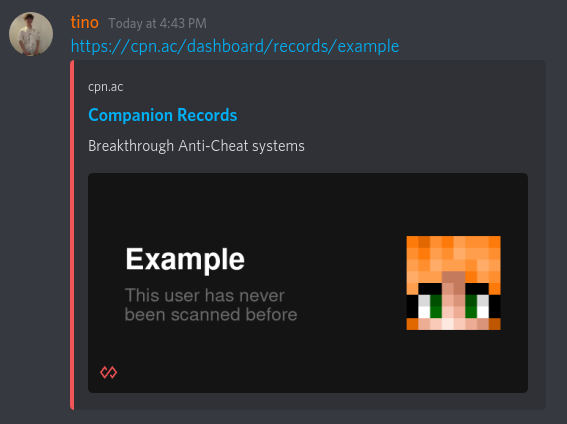 tino Today at 4:43 PM
https://cpn.ac/dashboard/records/example
cpn.ac
Companion Records
Breakthrough Anti-Cheat systems
Example
This user has never
been scanned before